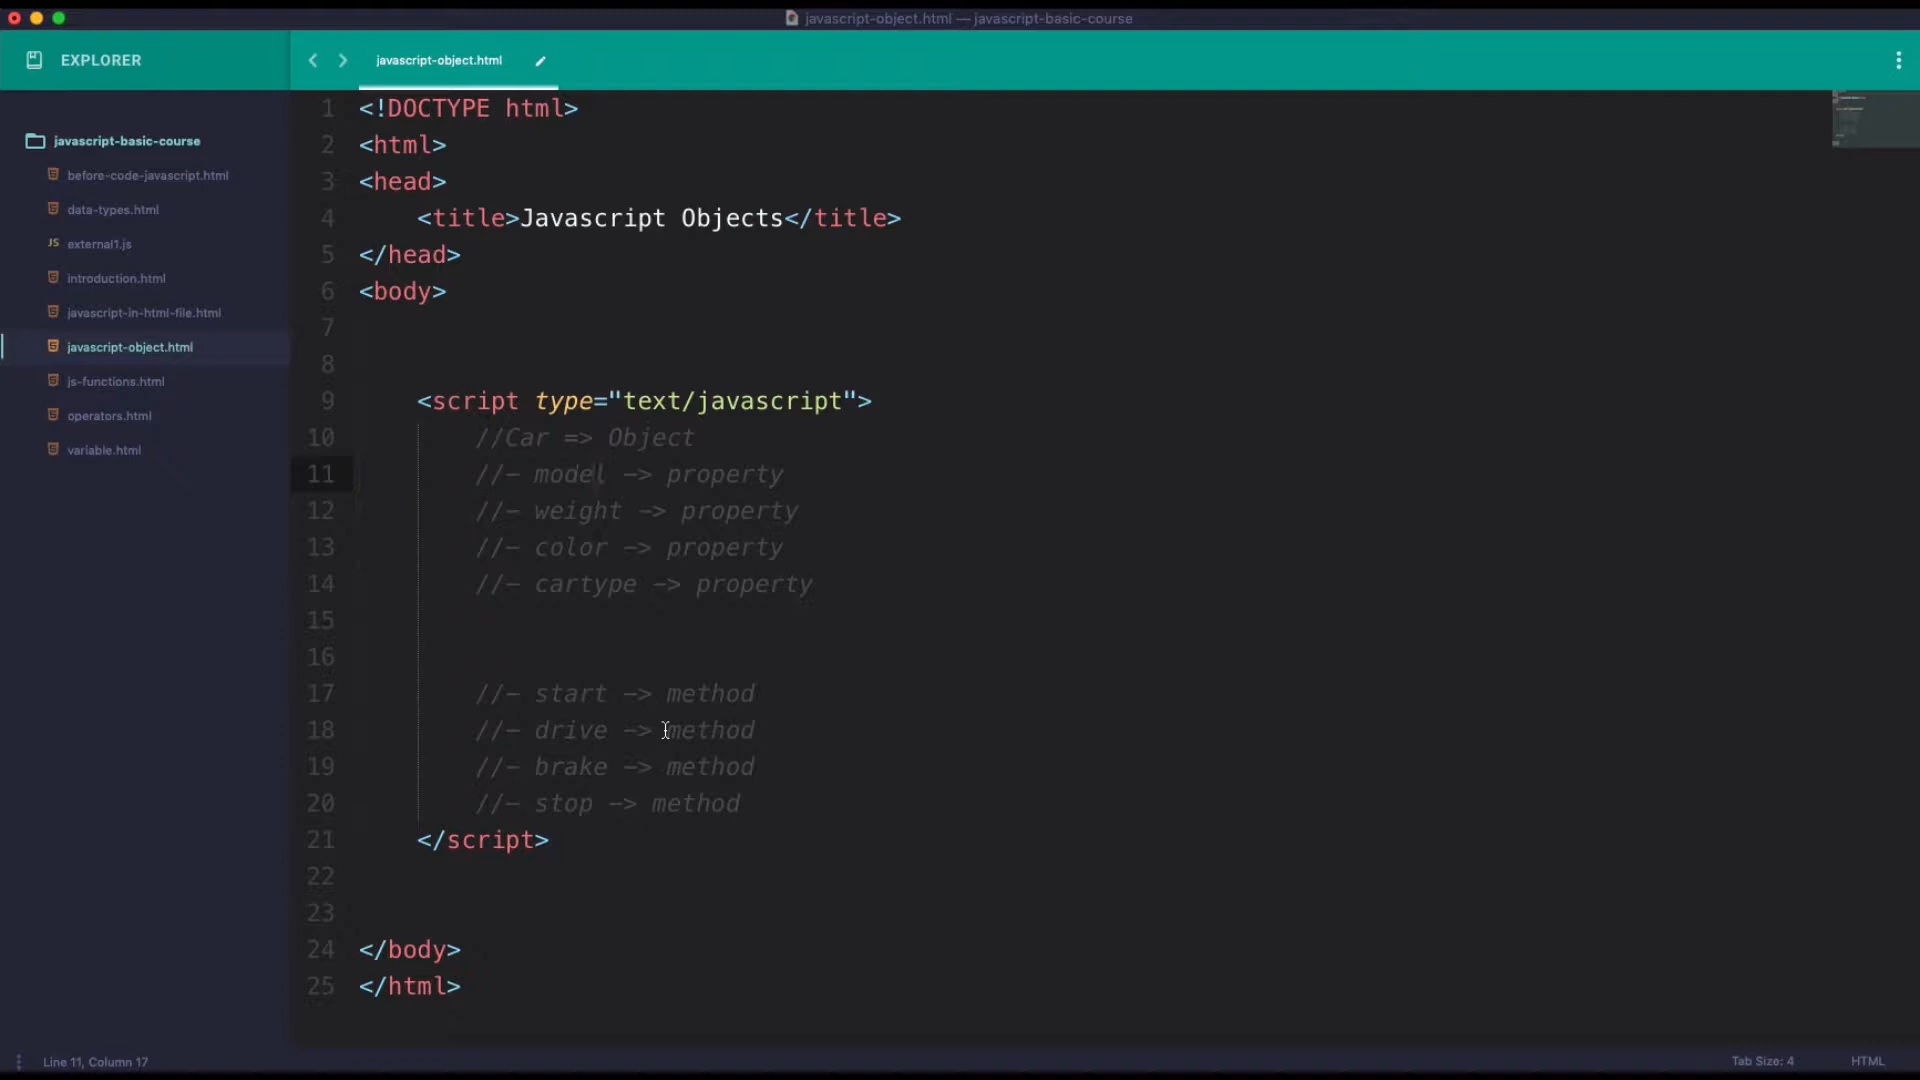 javascript-object.html — javascript-basic-course
EXPLORER
javascript-object.html
javascript-basic-course
before-code-javascript.html
data-types.html
JS external1.js
introduction.html
javascript-in-html-file.html
javascript-object.html
js-functions.html
operators.html
variable.html
1 <!DOCTYPE html>
2 <html>
3 <head>
4 <title>Javascript Objects</title>
5 </head>
6 <body>
7
8
9 <script type="text/javascript">
10 //Car => Object
11 //- model -> property
12 //- weight -> property
13 //- color -> property
14 //- cartype -> property
15
16
17 //- start -> method
18 //- drive -> method
19 //- brake -> method
20 //- stop -> method
21 </script>
22
23
24 </body>
25 </html>
Line 11, Column 17
Tab Size: 4
HTML